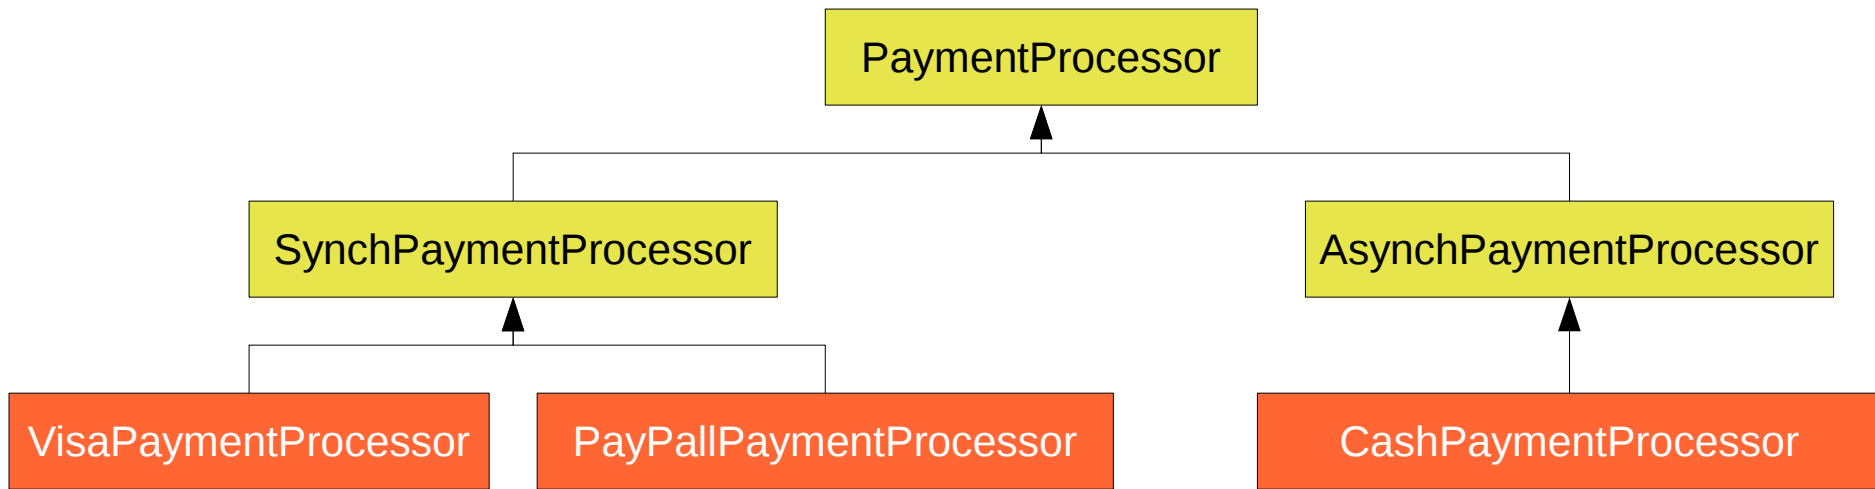 PaymentProcessor
SynchPaymentProcessor
AsynchPaymentProcessor
VisaPaymentProcessor
PayPallPaymentProcessor
CashPaymentProcessor